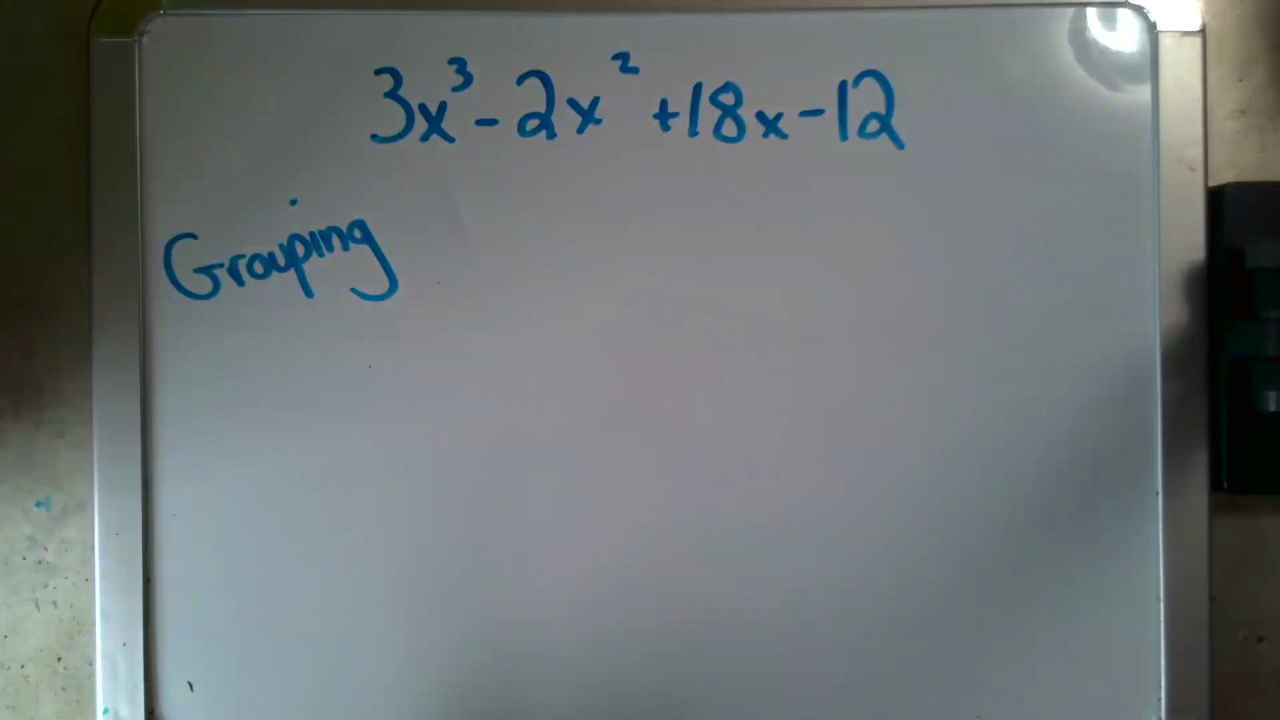 3x³ - 2x² + 18x - 12
Grouping